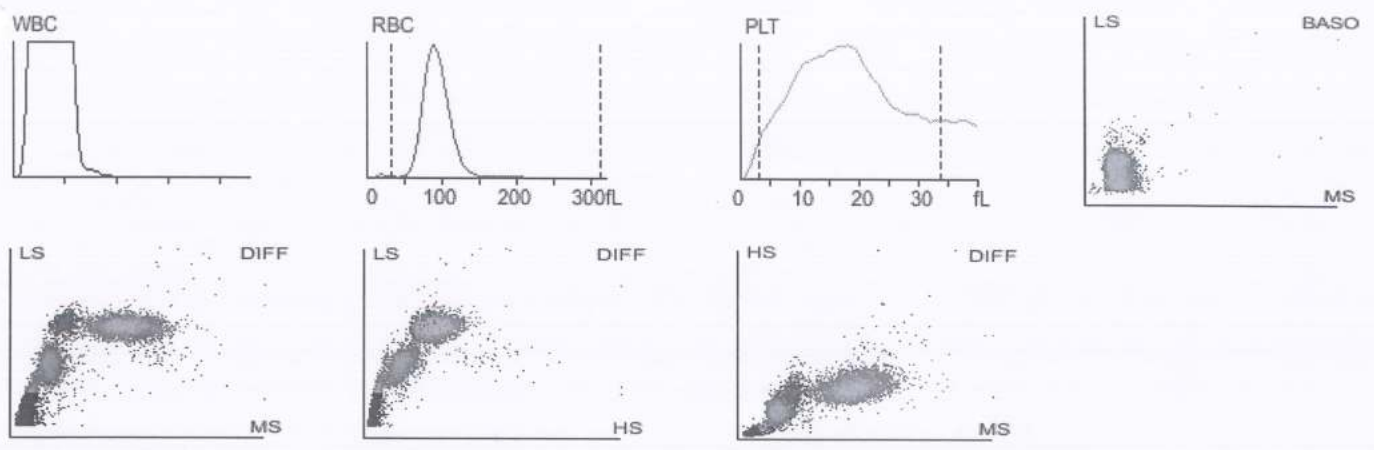 WBC
RBC
0 100 200 300fL
PLT
0 10 20 30 fL
LS BASO
MS
LS DIFF
MS
LS DIFF
HS
HS DIFF
MS